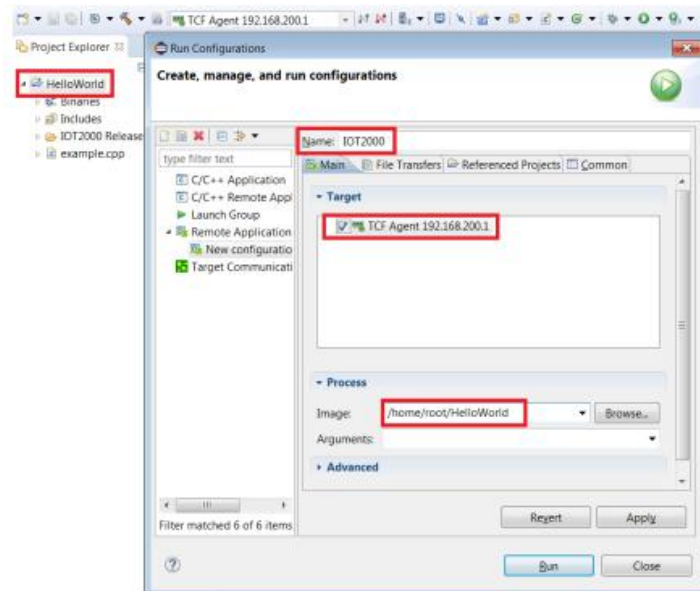 TCF Agent 192.168.200.1
Project Explorer
HelloWorld
Binaries
Includes
IOT2000 Release
example.cpp
Run Configurations
Create, manage, and run configurations
type filter text
C/C++ Application
C/C++ Remote Appl
Launch Group
Remote Application
New configuratio
Target Communicati
Filter matched 6 of 6 items
Name: IOT2000
Main File Transfers Referenced Projects Common
Target
TCF Agent 192.168.200.1
Process
Image: /home/root/HelloWorld Browse...
Arguments:
Advanced
Revert Apply
? Run Close